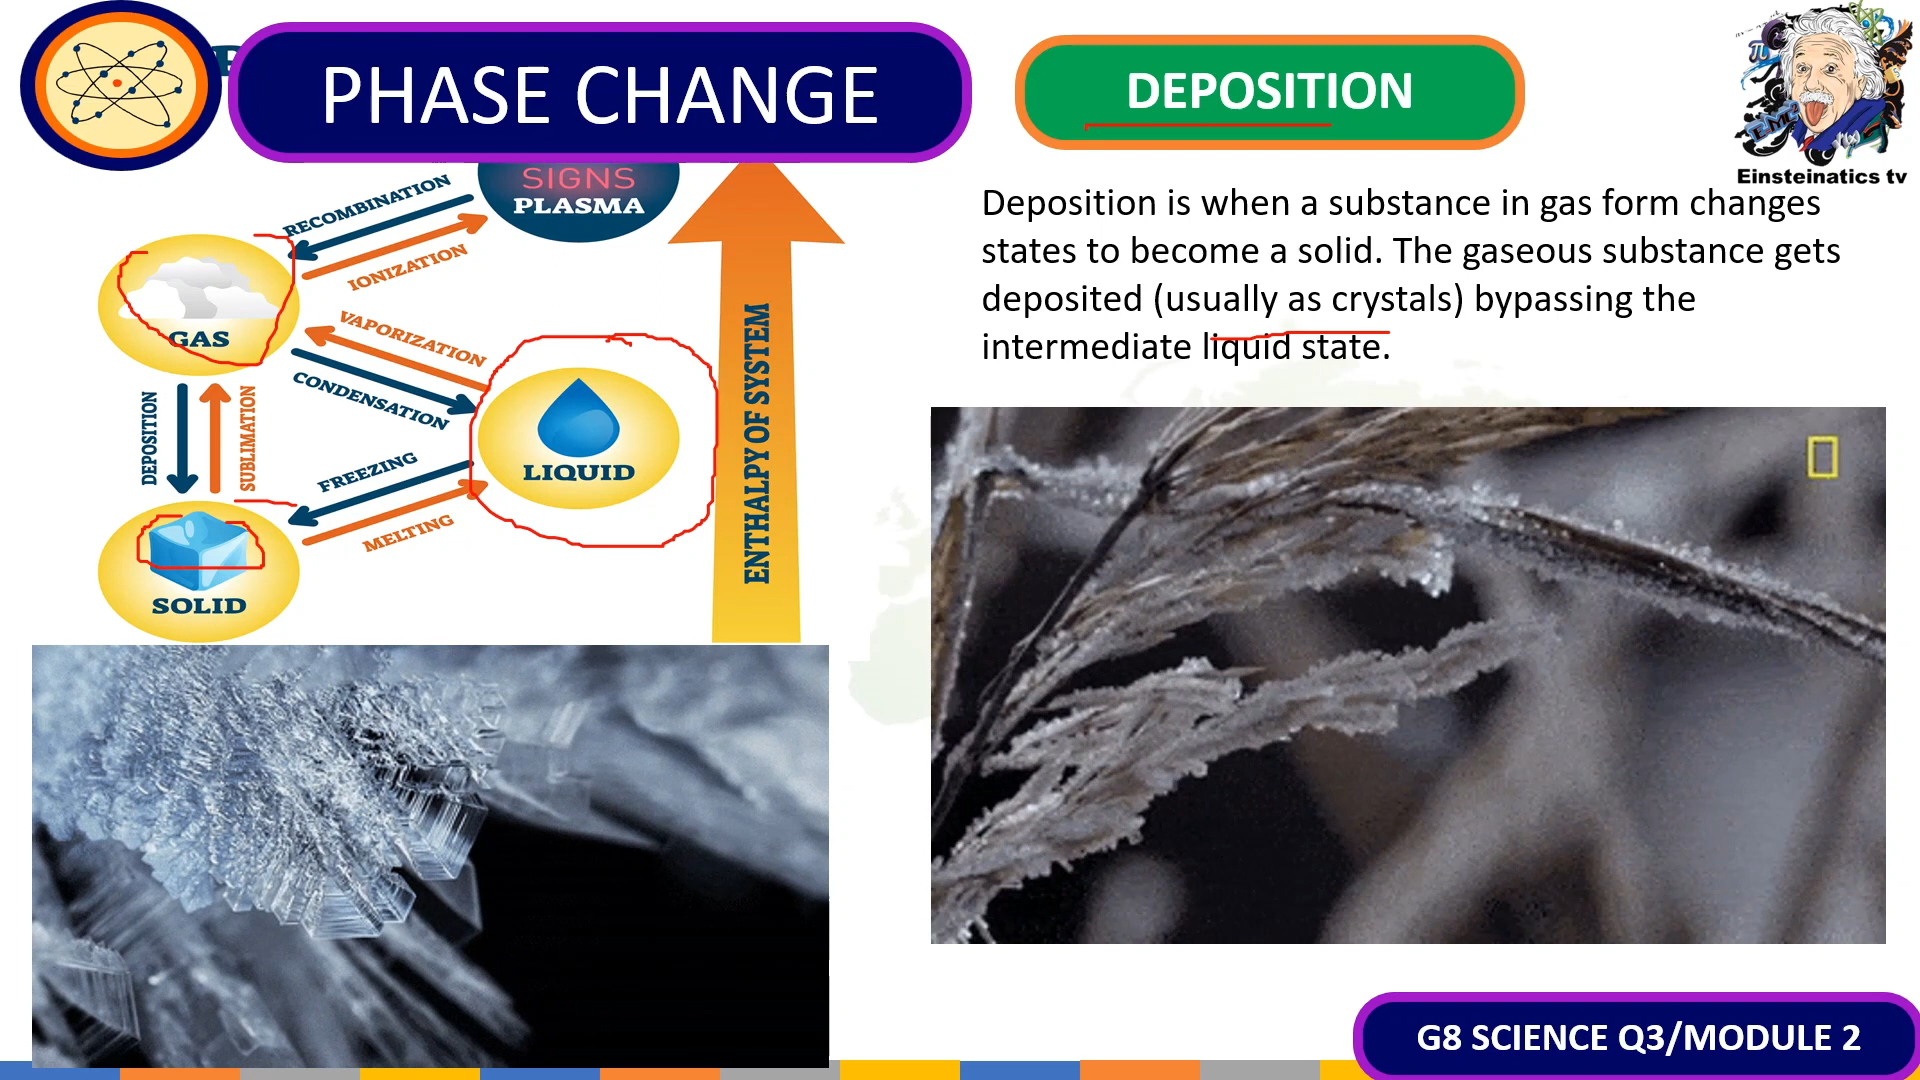 PHASE CHANGE
DEPOSITION
Einsteinatics tv
Deposition is when a substance in gas form changes
states to become a solid. The gaseous substance gets
deposited (usually as crystals) bypassing the
intermediate liquid state.
SIGNS
PLASMA
RECOMBINATION
IONIZATION
GAS
VAPORIZATION
CONDENSATION
LIQUID
DEPOSITION
SUBLIMATION
FREEZING
MELTING
SOLID
ENTHALPY OF SYSTEM
G8 SCIENCE Q3/MODULE 2